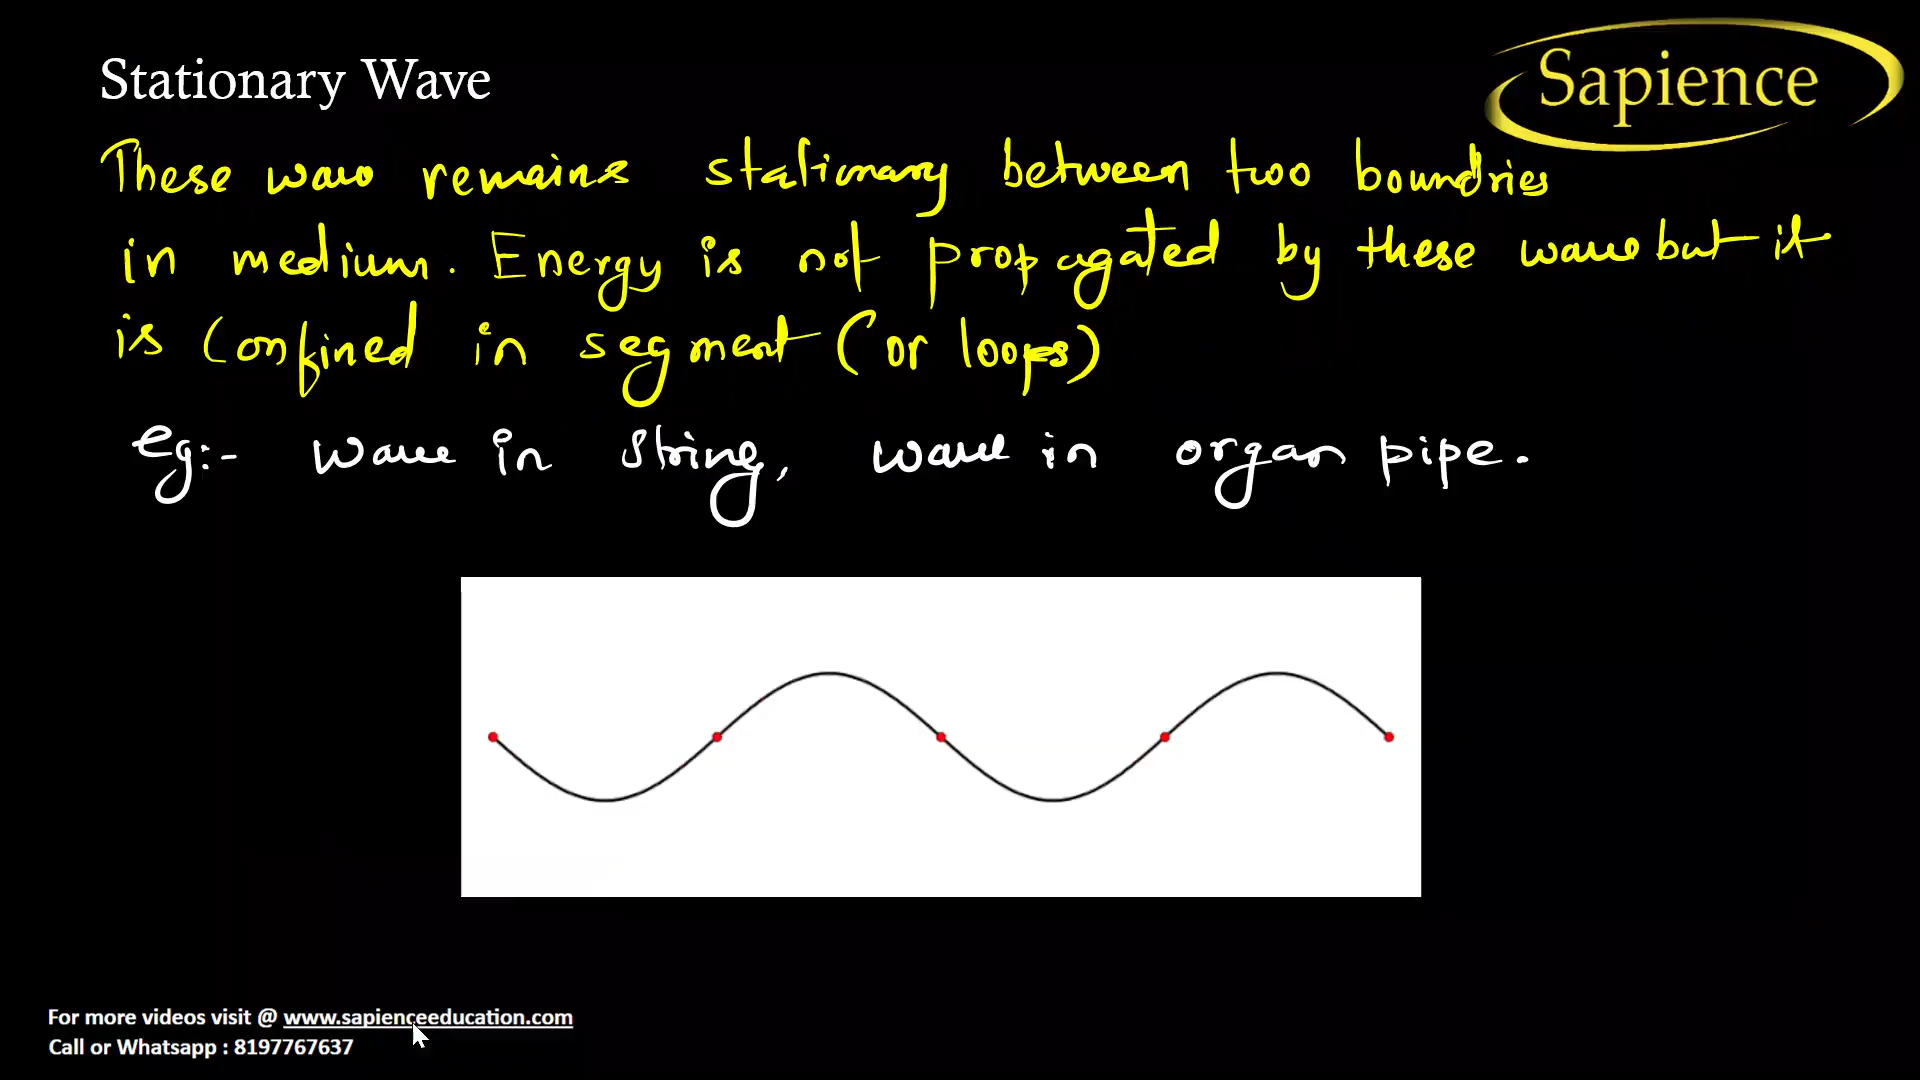 Stationary Wave
Sapience
These wave remains stationary between two boundries
in medium. Energy is not propagated by these wave but it
is confined in segment (or loops)
eg:- wave in string, wave in organ pipe.
For more videos visit @ www.sapienceeducation.com
Call or Whatsapp : 8197767637